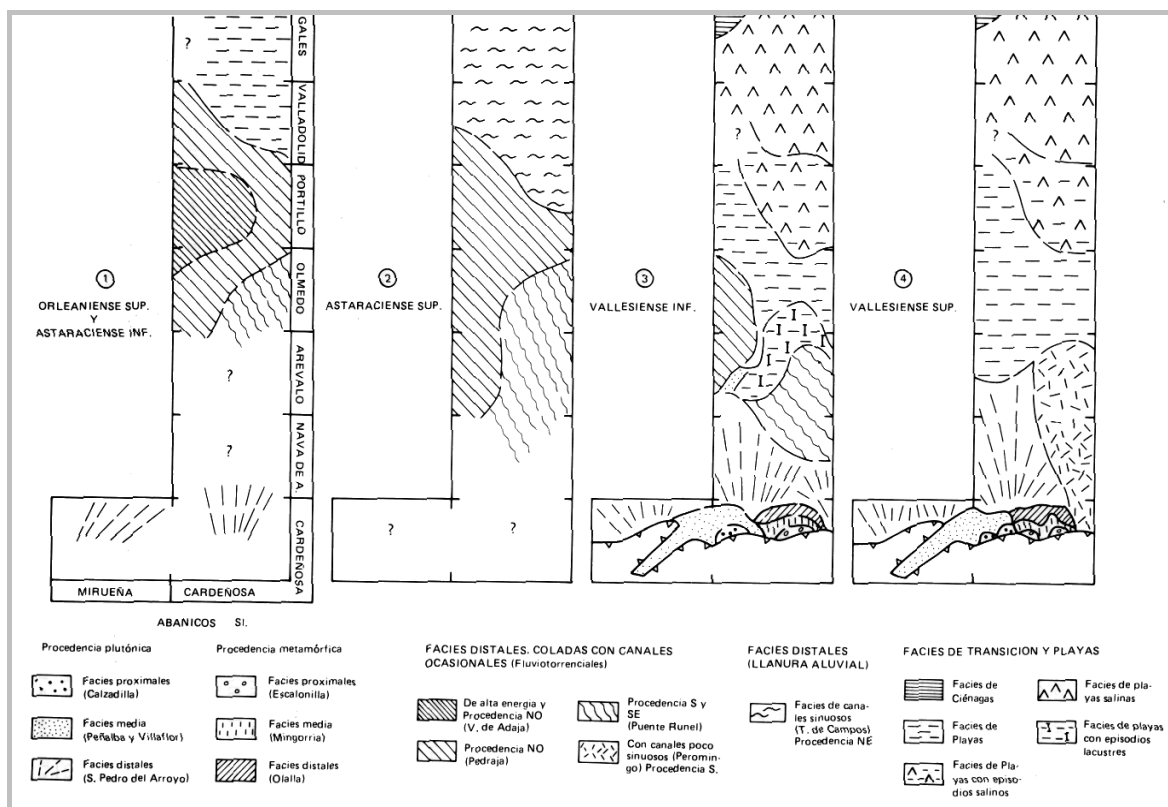 GALES
VALLADOLID
PORTILLO
OLMEDO
AREVALO
NAVA DE A.
CARDEÑOSA
?
?
?
1
ORLEANIENSE SUP.
Y
ASTARACIENSE INF.
MIRUEÑA
CARDEÑOSA
2
ASTARACIENSE SUP.
?
?
3
VALLESIENSE INF.
?
4
VALLESIENSE SUP.
?
ABANICOS SI.
Procedencia plutónica
Facies proximales
(Calzadilla)
Facies media
(Peñalba y Villaflor)
Facies distales
(S. Pedro del Arroyo)
Procedencia metamórfica
Facies proximales
(Escalonilla)
Facies media
(Mingorria)
Facies distales
(Olalla)
FACIES DISTALES. COLADAS CON CANALES
OCASIONALES (Fluviotorrenciales)
De alta energia y
Procedencia NO
(V. de Adaja)
Procedencia NO
(Pedraja)
Procedencia S y
SE
(Puente Runel)
Con canales poco
sinuosos (Peromin-
go) Procedencia S.
FACIES DISTALES
(LLANURA ALUVIAL)
Facies de cana-
les sinuosos
(T. de Campos)
Procedencia NE
FACIES DE TRANSICION Y PLAYAS
Facies de
Ciénagas
Facies de
Playas
Facies de Pla-
yas con episo-
dios salinos
Facies de pla-
yas salinas
Facies de playas
con episodios
lacustres